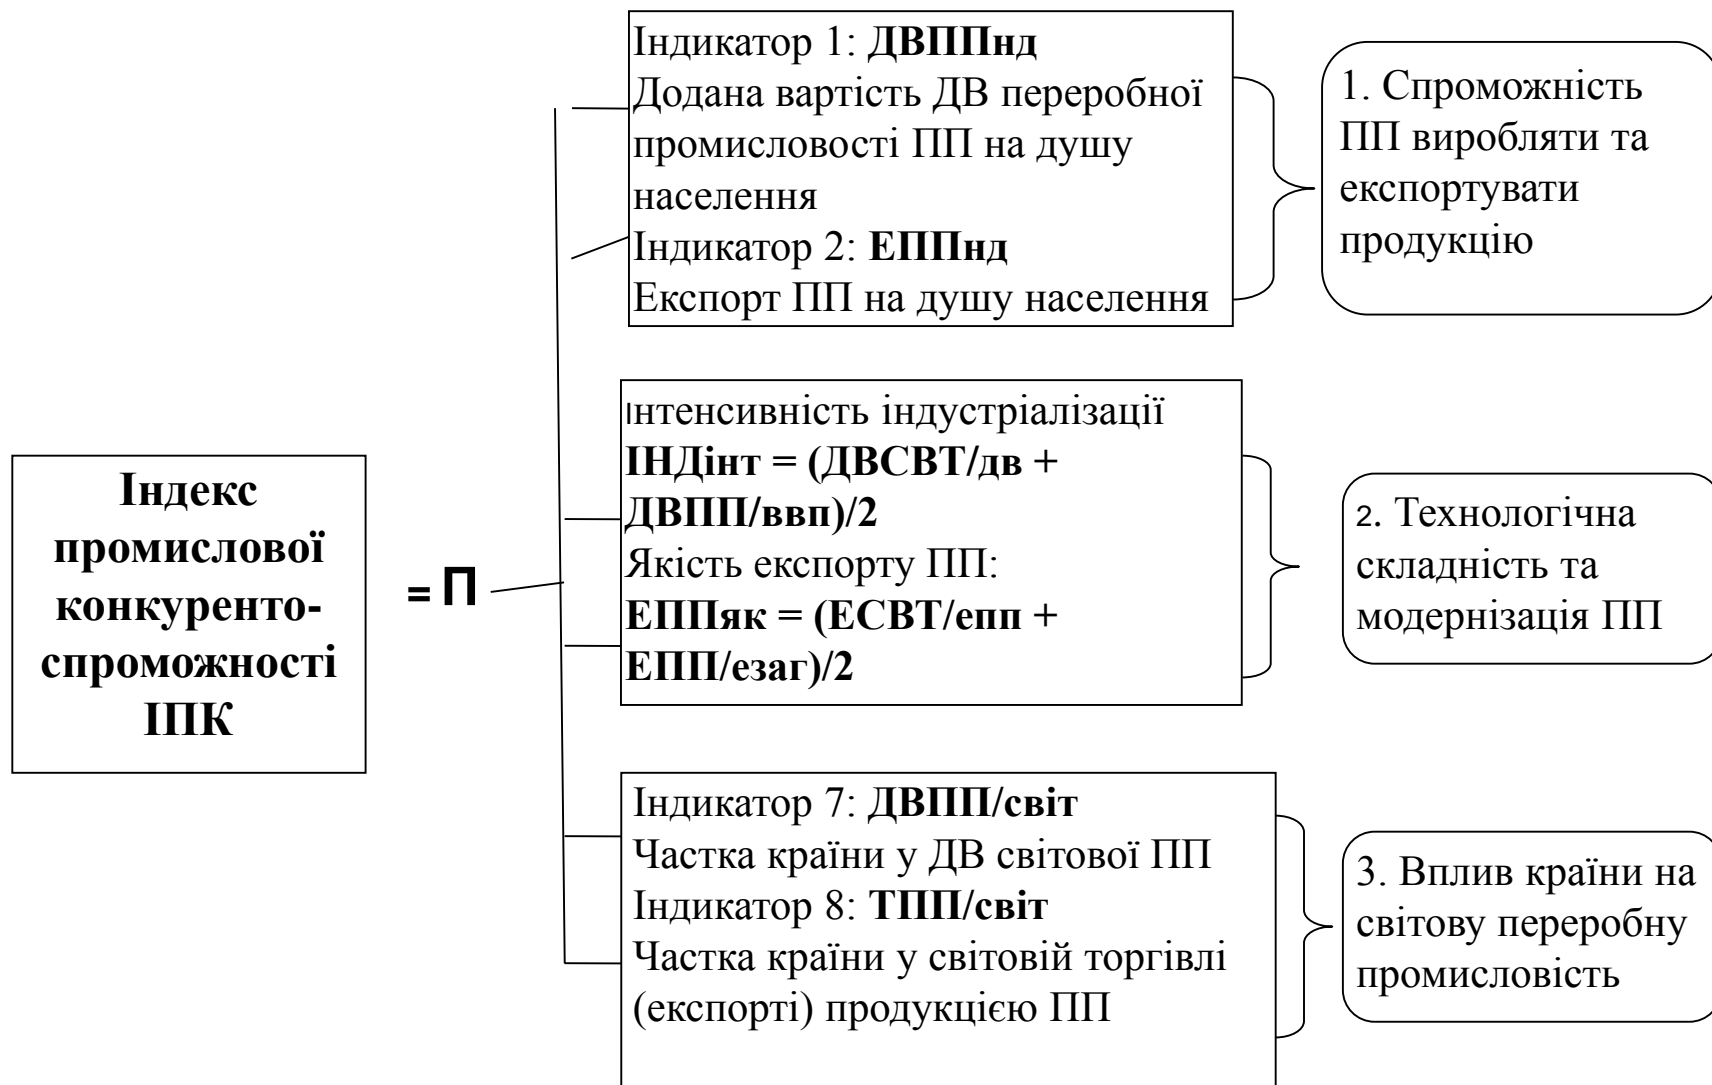 Індекс
промислової
конкуренто-
спроможності
ІПК
= П
Індикатор 1: ДВППнд
Додана вартість ДВ переробної
промисловості ПП на душу
населення
Індикатор 2: ЕППнд
Експорт ПП на душу населення
1. Спроможність
ПП виробляти та
експортувати
продукцію
Інтенсивність індустріалізації
ІНДінт = (ДВСВТ/дв +
ДВПП/ввп)/2
Якість експорту ПП:
ЕППяк = (ЕСВТ/епп +
ЕПП/езаг)/2
2. Технологічна
складність та
модернізація ПП
Індикатор 7: ДВПП/світ
Частка країни у ДВ світової ПП
Індикатор 8: ТПП/світ
Частка країни у світовій торгівлі
(експорті) продукцією ПП
3. Вплив країни на
світову переробну
промисловість